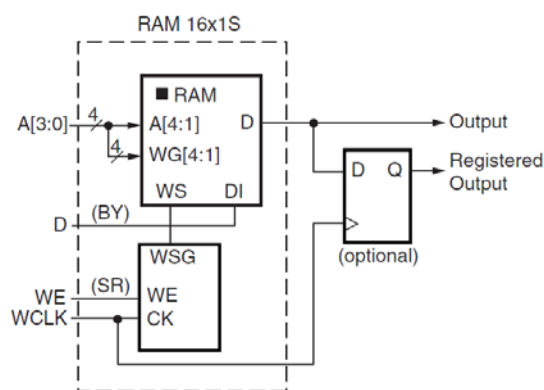 RAM 16x1S
RAM
A[3:0]
4
A[4:1]
D
Output
4
WG[4:1]
D
Q
Registered
Output
WS
DI
D
(BY)
WSG
(optional)
WE
(SR)
WE
WCLK
CK